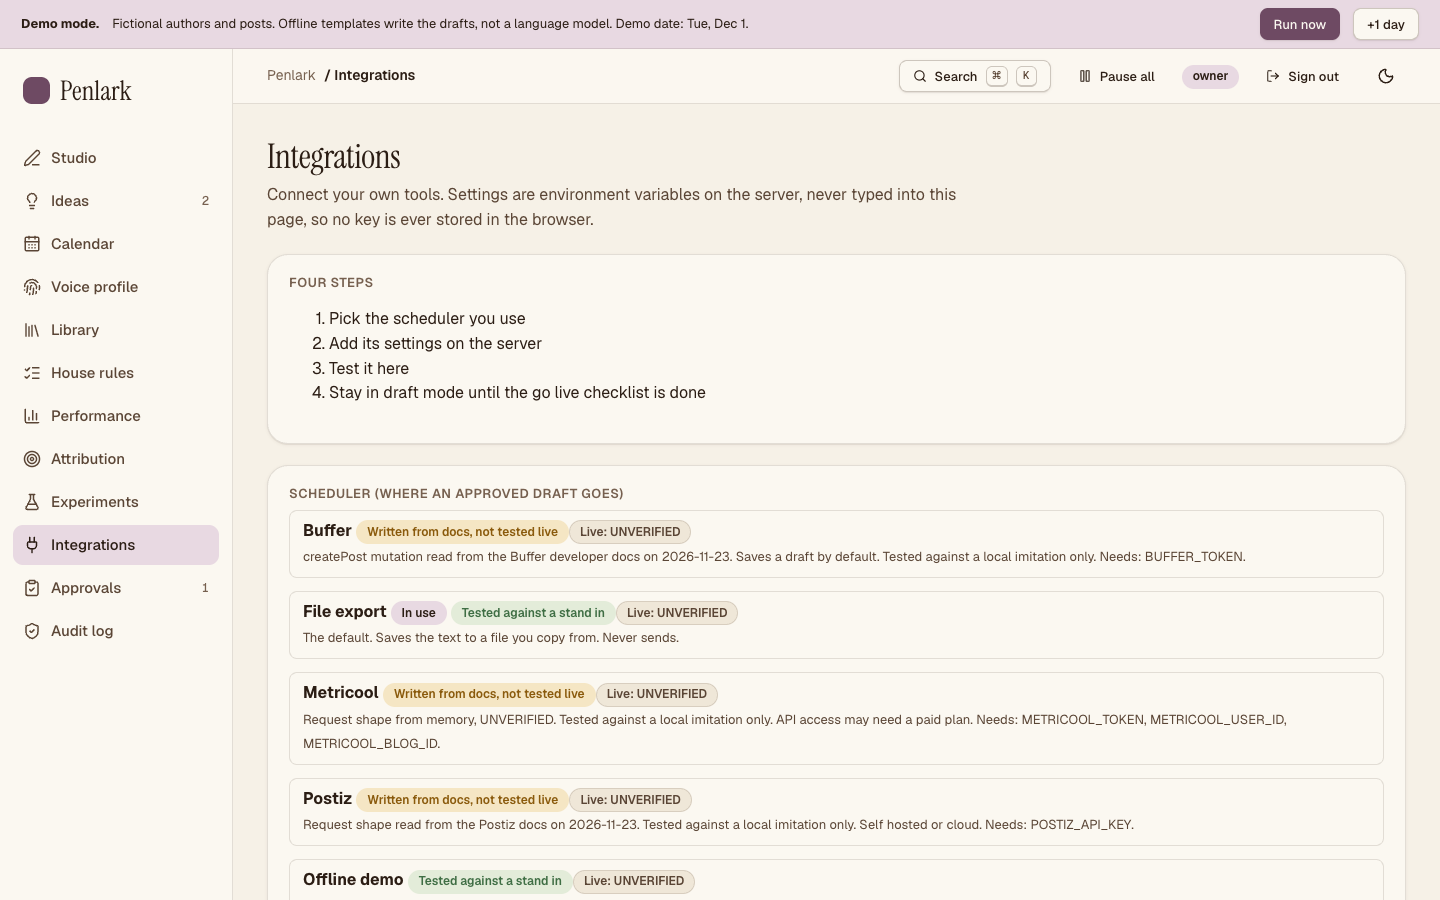 Demo mode. Fictional authors and posts. Offline templates write the drafts, not a language model. Demo date: Tue, Dec 1.
Run now
+1 day
Penlark
Studio
Ideas 2
Calendar
Voice profile
Library
House rules
Performance
Attribution
Experiments
Integrations
Approvals 1
Audit log
Penlark / Integrations
Search ⌘ K
Pause all
owner
Sign out
Integrations
Connect your own tools. Settings are environment variables on the server, never typed into this
page, so no key is ever stored in the browser.
FOUR STEPS
1. Pick the scheduler you use
2. Add its settings on the server
3. Test it here
4. Stay in draft mode until the go live checklist is done
SCHEDULER (WHERE AN APPROVED DRAFT GOES)
Buffer Written from docs, not tested live Live: UNVERIFIED
createPost mutation read from the Buffer developer docs on 2026-11-23. Saves a draft by default. Tested against a local imitation only. Needs: BUFFER_TOKEN.
File export In use Tested against a stand in Live: UNVERIFIED
The default. Saves the text to a file you copy from. Never sends.
Metricool Written from docs, not tested live Live: UNVERIFIED
Request shape from memory, UNVERIFIED. Tested against a local imitation only. API access may need a paid plan. Needs: METRICOOL_TOKEN, METRICOOL_USER_ID,
METRICOOL_BLOG_ID.
Postiz Written from docs, not tested live Live: UNVERIFIED
Request shape read from the Postiz docs on 2026-11-23. Tested against a local imitation only. Self hosted or cloud. Needs: POSTIZ_API_KEY.
Offline demo Tested against a stand in Live: UNVERIFIED